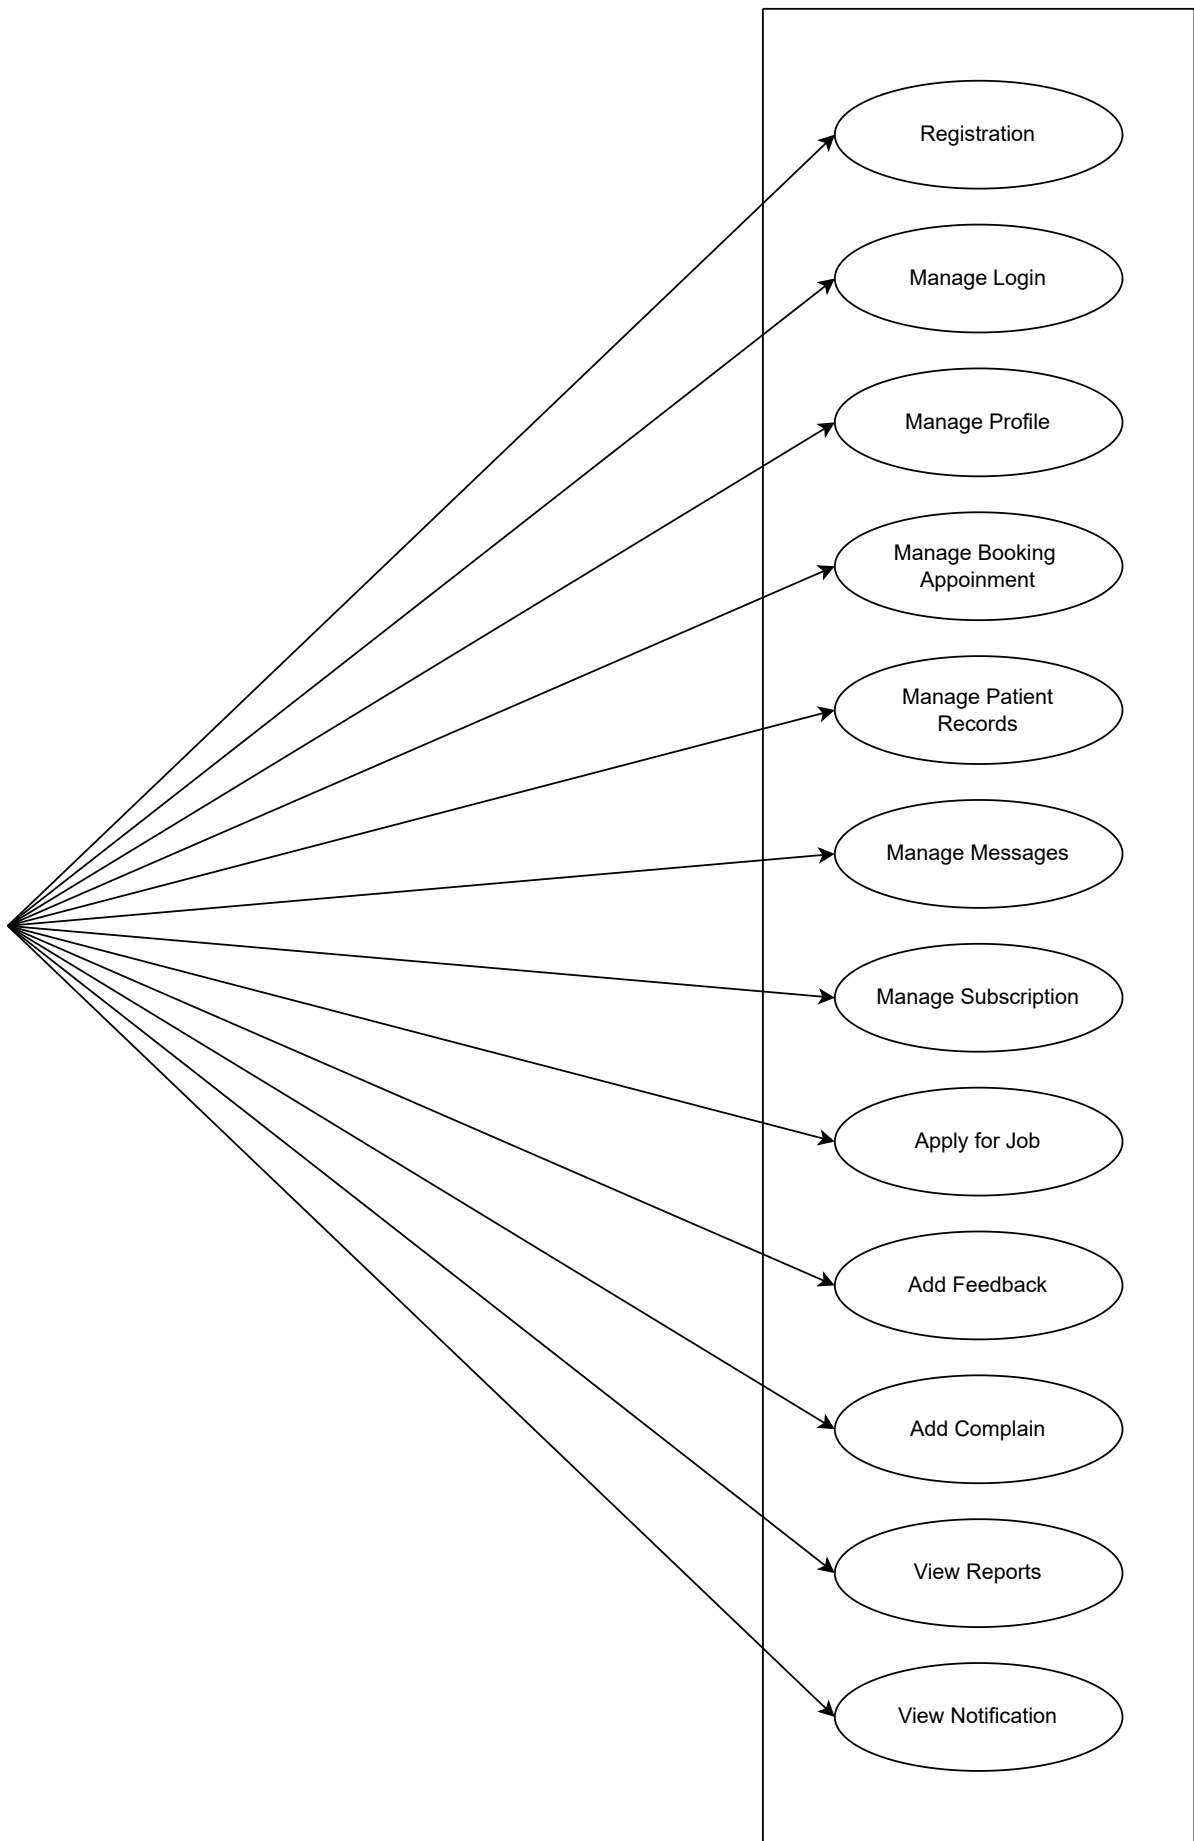 Registration
Manage Login
Manage Profile
Manage Booking
Appoinment
Manage Patient
Records
Manage Messages
Manage Subscription
Apply for Job
Add Feedback
Add Complain
View Reports
View Notification